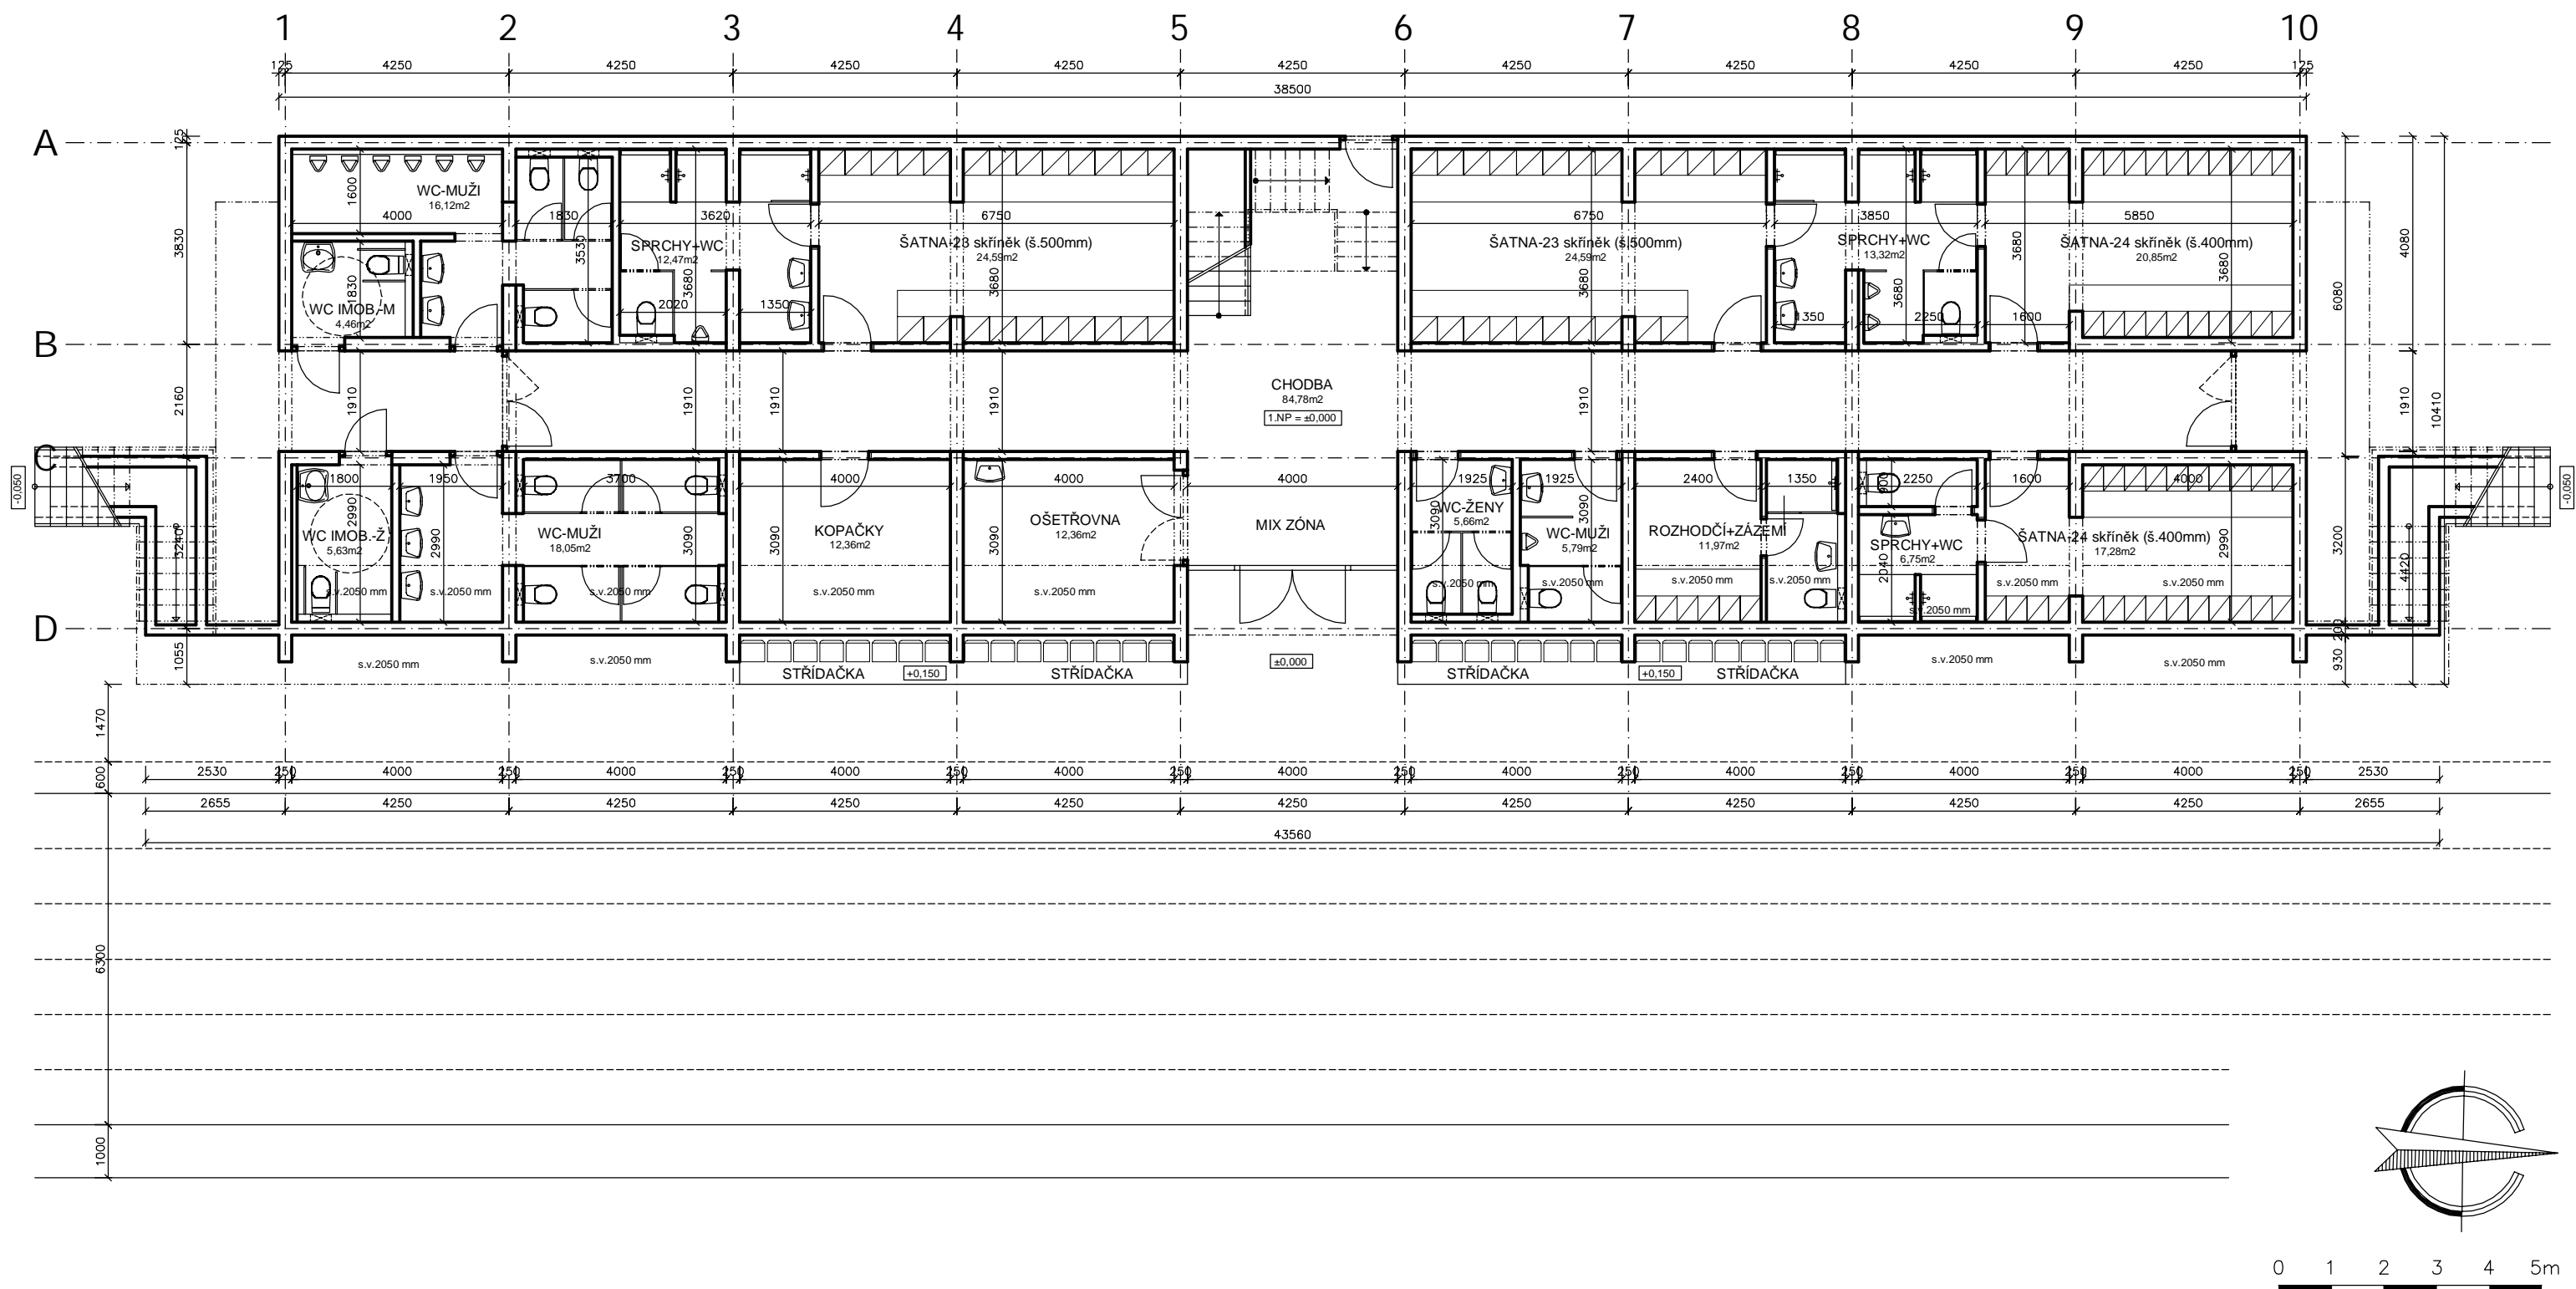 1 2 3 4 5 6 7 8 9 10
125 4250 4250 4250 4250 4250 4250 4250 4250 4250 125
38500
A
B
C
D
125
3830
2160
3240
1055
1470
1600
6300
1000
WC-MUŽI
16,12m2
1600
4000
1830
WC IMOB.-M
4,46m2
1830
3530
SPRCHY+WC
12,47m2
3620
3680
2020
1350
ŠATNA-23 skříněk (š.500mm)
24,59m2
6750
3680
ŠATNA-23 skříněk (š.500mm)
24,59m2
6750
3680
SPRCHY+WC
13,32m2
3850
3680
1350
2250
1600
3680
ŠATNA-24 skříněk (š.400mm)
20,85m2
5850
3680
4080
6080
1910
10410
3200
4420
200
930
1910 1910 1910 1910 1910
CHODBA
84,78m2
1.NP = ±0,000
-0,050
-0,050
1800
2990
WC IMOB.-Ž
5,63m2
s.v.2050 mm
1950
2990
s.v.2050 mm
3700
WC-MUŽI
18,05m2
3090
s.v.2050 mm
4000
KOPAČKY
12,36m2
3090
s.v.2050 mm
4000
OŠETŘOVNA
12,36m2
3090
s.v.2050 mm
4000
MIX ZÓNA
1925
WC-ŽENY
5,66m2
3090
s.v.2050 mm
1925
WC-MUŽI
5,79m2
3090
s.v.2050 mm
2400
1350
ROZHODČÍ+ZÁZEMÍ
11,97m2
s.v.2050 mm
s.v.2050 mm
900
2250
SPRCHY+WC
6,75m2
2040
s.v.2050 mm
1600
4000
ŠATNA-24 skříněk (š.400mm)
17,28m2
2990
s.v.2050 mm
s.v.2050 mm
s.v.2050 mm
s.v.2050 mm
STŘÍDAČKA
+0,150
STŘÍDAČKA
±0,000
STŘÍDAČKA
+0,150
STŘÍDAČKA
s.v.2050 mm
s.v.2050 mm
2530 250 4000 250 4000 250 4000 250 4000 250 4000 250 4000 250 4000 250 4000 250 4000 250 2530
2655 4250 4250 4250 4250 4250 4250 4250 4250 4250 2655
43560
0 1 2 3 4 5m